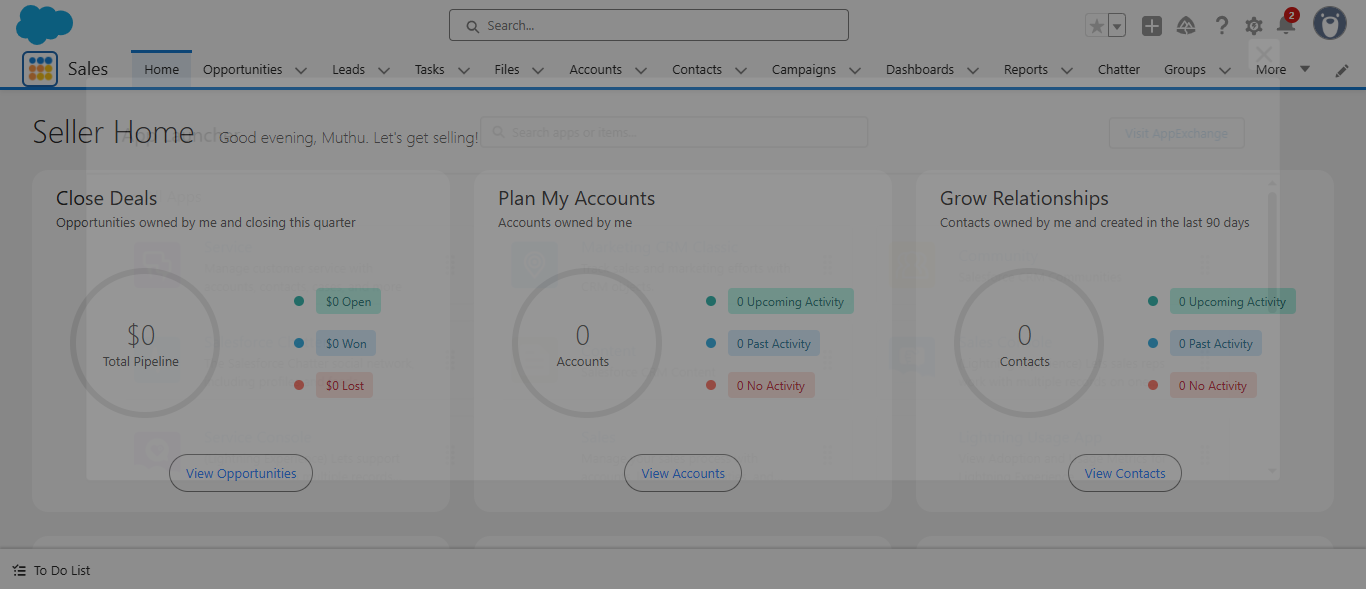 Search...
2
Sales
Home Opportunities Leads Tasks Files Accounts Contacts Campaigns Dashboards Reports Chatter Groups More
Seller Home
App Launcher
Good evening, Muthu. Let's get selling!
Search apps or items...
Visit AppExchange
Close Deals
Opportunities owned by me and closing this quarter
$0
Total Pipeline
$0 Open
$0 Won
$0 Lost
View Opportunities
Plan My Accounts
Accounts owned by me
0
Accounts
0 Upcoming Activity
0 Past Activity
0 No Activity
View Accounts
Grow Relationships
Contacts owned by me and created in the last 90 days
0
Contacts
0 Upcoming Activity
0 Past Activity
0 No Activity
View Contacts
To Do List